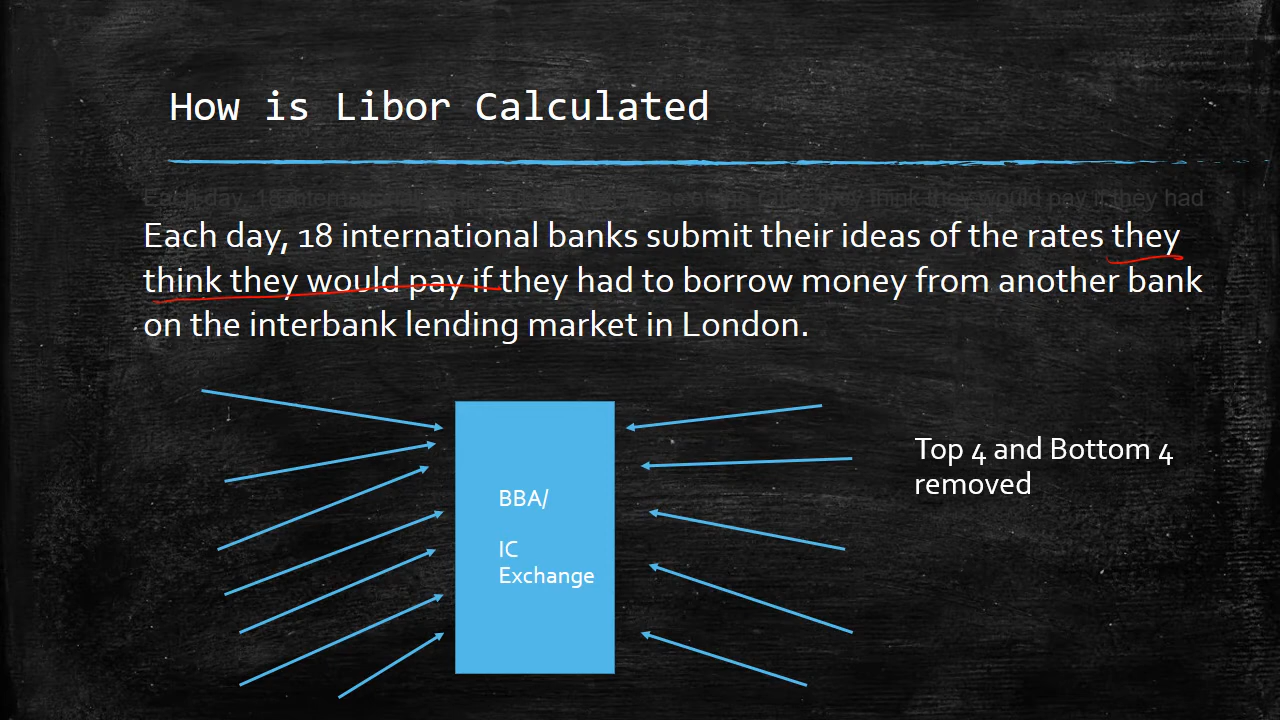 How is Libor Calculated
Each day, 18 international banks submit their ideas of the rates they
think they would pay if they had to borrow money from another bank
on the interbank lending market in London.
Top 4 and Bottom 4
removed
BBA/
IC
Exchange